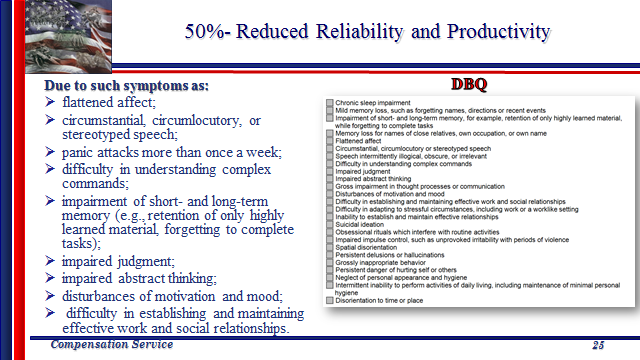 50%- Reduced Reliability and Productivity
Due to such symptoms as:
➢ flattened affect;
➢ circumstantial, circumlocutory, or
stereotyped speech;
➢ panic attacks more than once a week;
➢ difficulty in understanding complex
commands;
➢ impairment of short- and long-term
memory (e.g., retention of only highly
learned material, forgetting to complete
tasks);
➢ impaired judgment;
➢ impaired abstract thinking;
➢ disturbances of motivation and mood;
➢ difficulty in establishing and maintaining
effective work and social relationships.
DBQ
Chronic sleep impairment
Mild memory loss, such as forgetting names, directions or recent events
Impairment of short- and long-term memory, for example, retention of only highly learned material,
while forgetting to complete tasks
Memory loss for names of close relatives, own occupation, or own name
Flattened affect
Circumstantial, circumlocutory or stereotyped speech
Speech intermittently illogical, obscure, or irrelevant
Difficulty in understanding complex commands
Impaired judgment
Impaired abstract thinking
Gross impairment in thought processes or communication
Disturbances of motivation and mood
Difficulty in establishing and maintaining effective work and social relationships
Difficulty in adapting to stressful circumstances, including work or a worklike setting
Inability to establish and maintain effective relationships
Suicidal ideation
Obsessional rituals which interfere with routine activities
Impaired impulse control, such as unprovoked irritability with periods of violence
Spatial disorientation
Persistent delusions or hallucinations
Grossly inappropriate behavior
Persistent danger of hurting self or others
Neglect of personal appearance and hygiene
Intermittent inability to perform activities of daily living, including maintenance of minimal personal
hygiene
Disorientation to time or place
Compensation Service
25